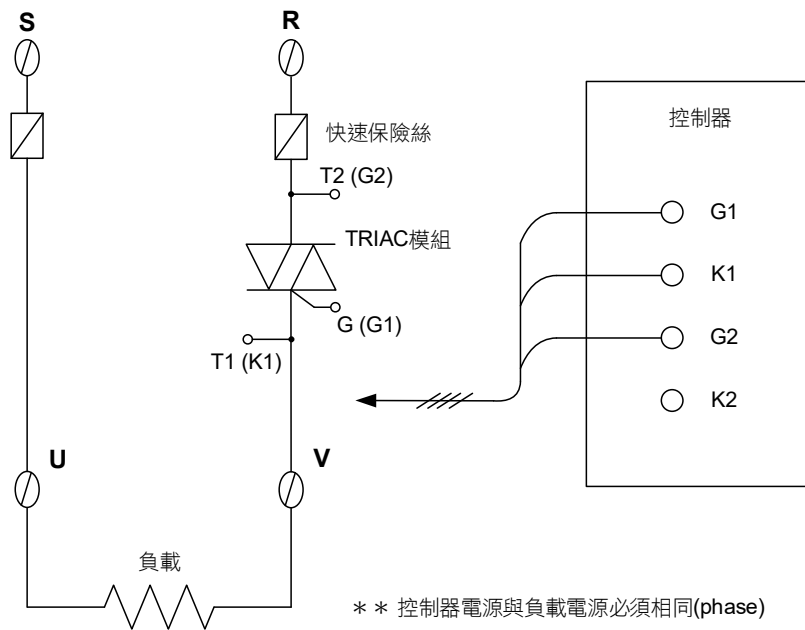 S
R
控制器
快速保險絲
T2 (G2)
G1
TRIAC模組
K1
G (G1)
G2
T1 (K1)
K2
U
V
負載
＊＊ 控制器電源與負載電源必須相同(phase)